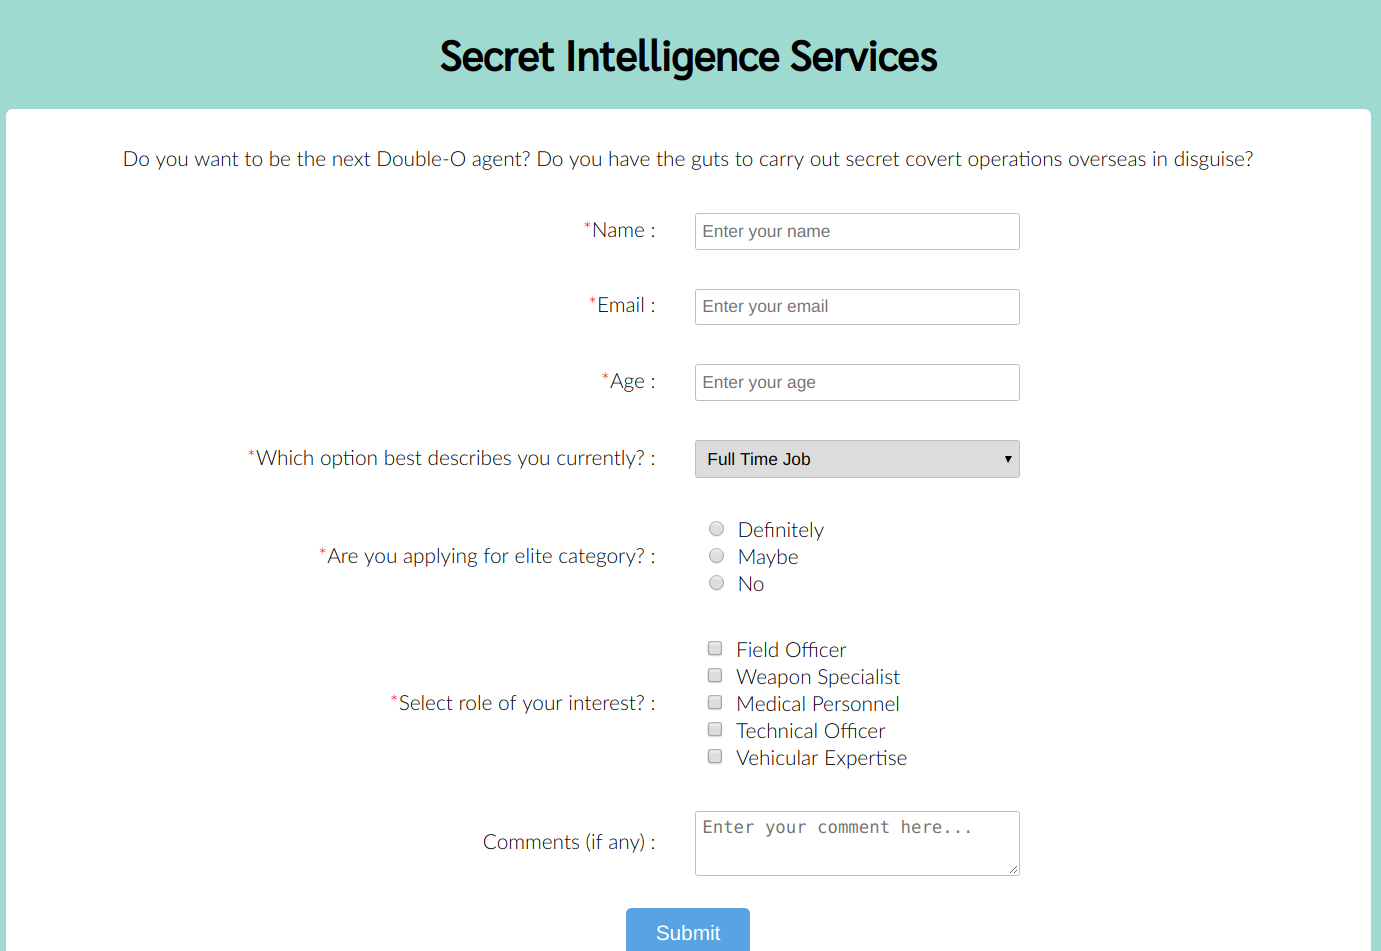 Secret Intelligence Services
Do you want to be the next Double-O agent? Do you have the guts to carry out secret covert operations overseas in disguise?
*Name :
Enter your name
*Email :
Enter your email
*Age :
Enter your age
*Which option best describes you currently? :
Full Time Job
*Are you applying for elite category? :
Definitely
Maybe
No
*Select role of your interest? :
Field Officer
Weapon Specialist
Medical Personnel
Technical Officer
Vehicular Expertise
Comments (if any) :
Enter your comment here...
Submit